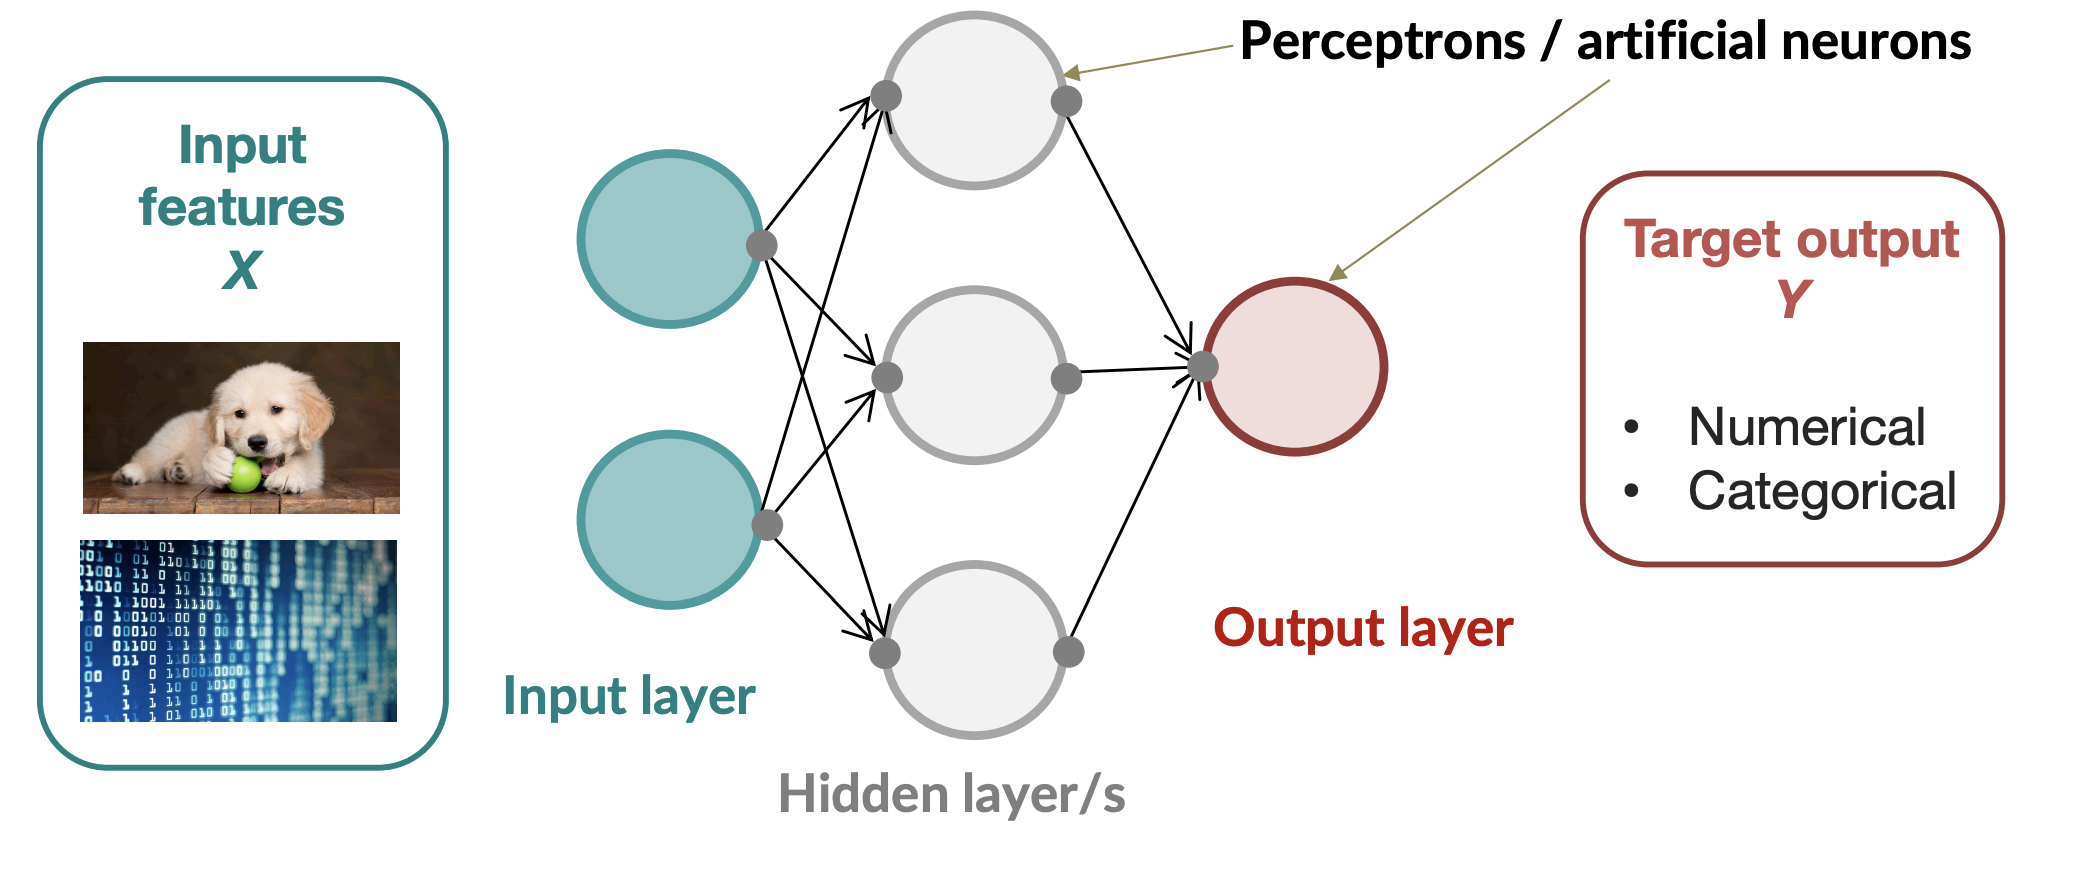 Perceptrons / artificial neurons
Input
features
X
Target output
Y
• Numerical
• Categorical
Output layer
Input layer
Hidden layer/s